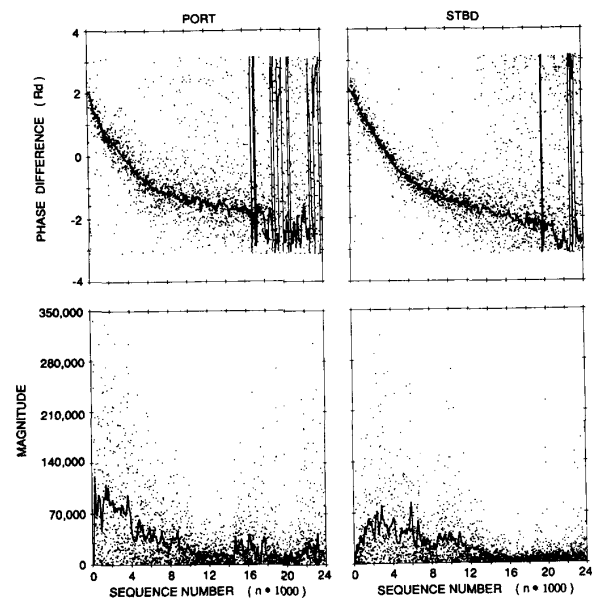 PORT
STBD
PHASE DIFFERENCE (Rd)
4
2
0
-2
-4
MAGNITUDE
350,000
280,000
210,000
140,000
70,000
0
0 4 8 12 16 20 24
0 4 8 12 16 20 24
SEQUENCE NUMBER (n • 1000)
SEQUENCE NUMBER (n • 1000)